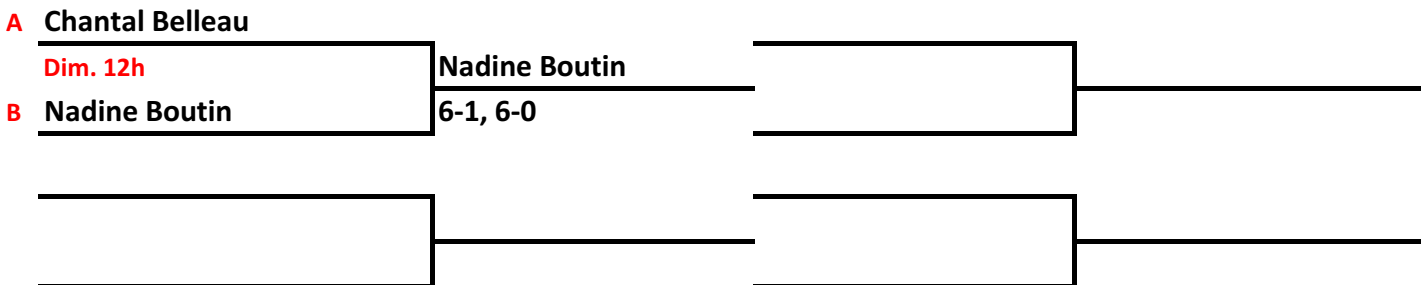 A Chantal Belleau
Dim. 12h Nadine Boutin
B Nadine Boutin 6-1, 6-0